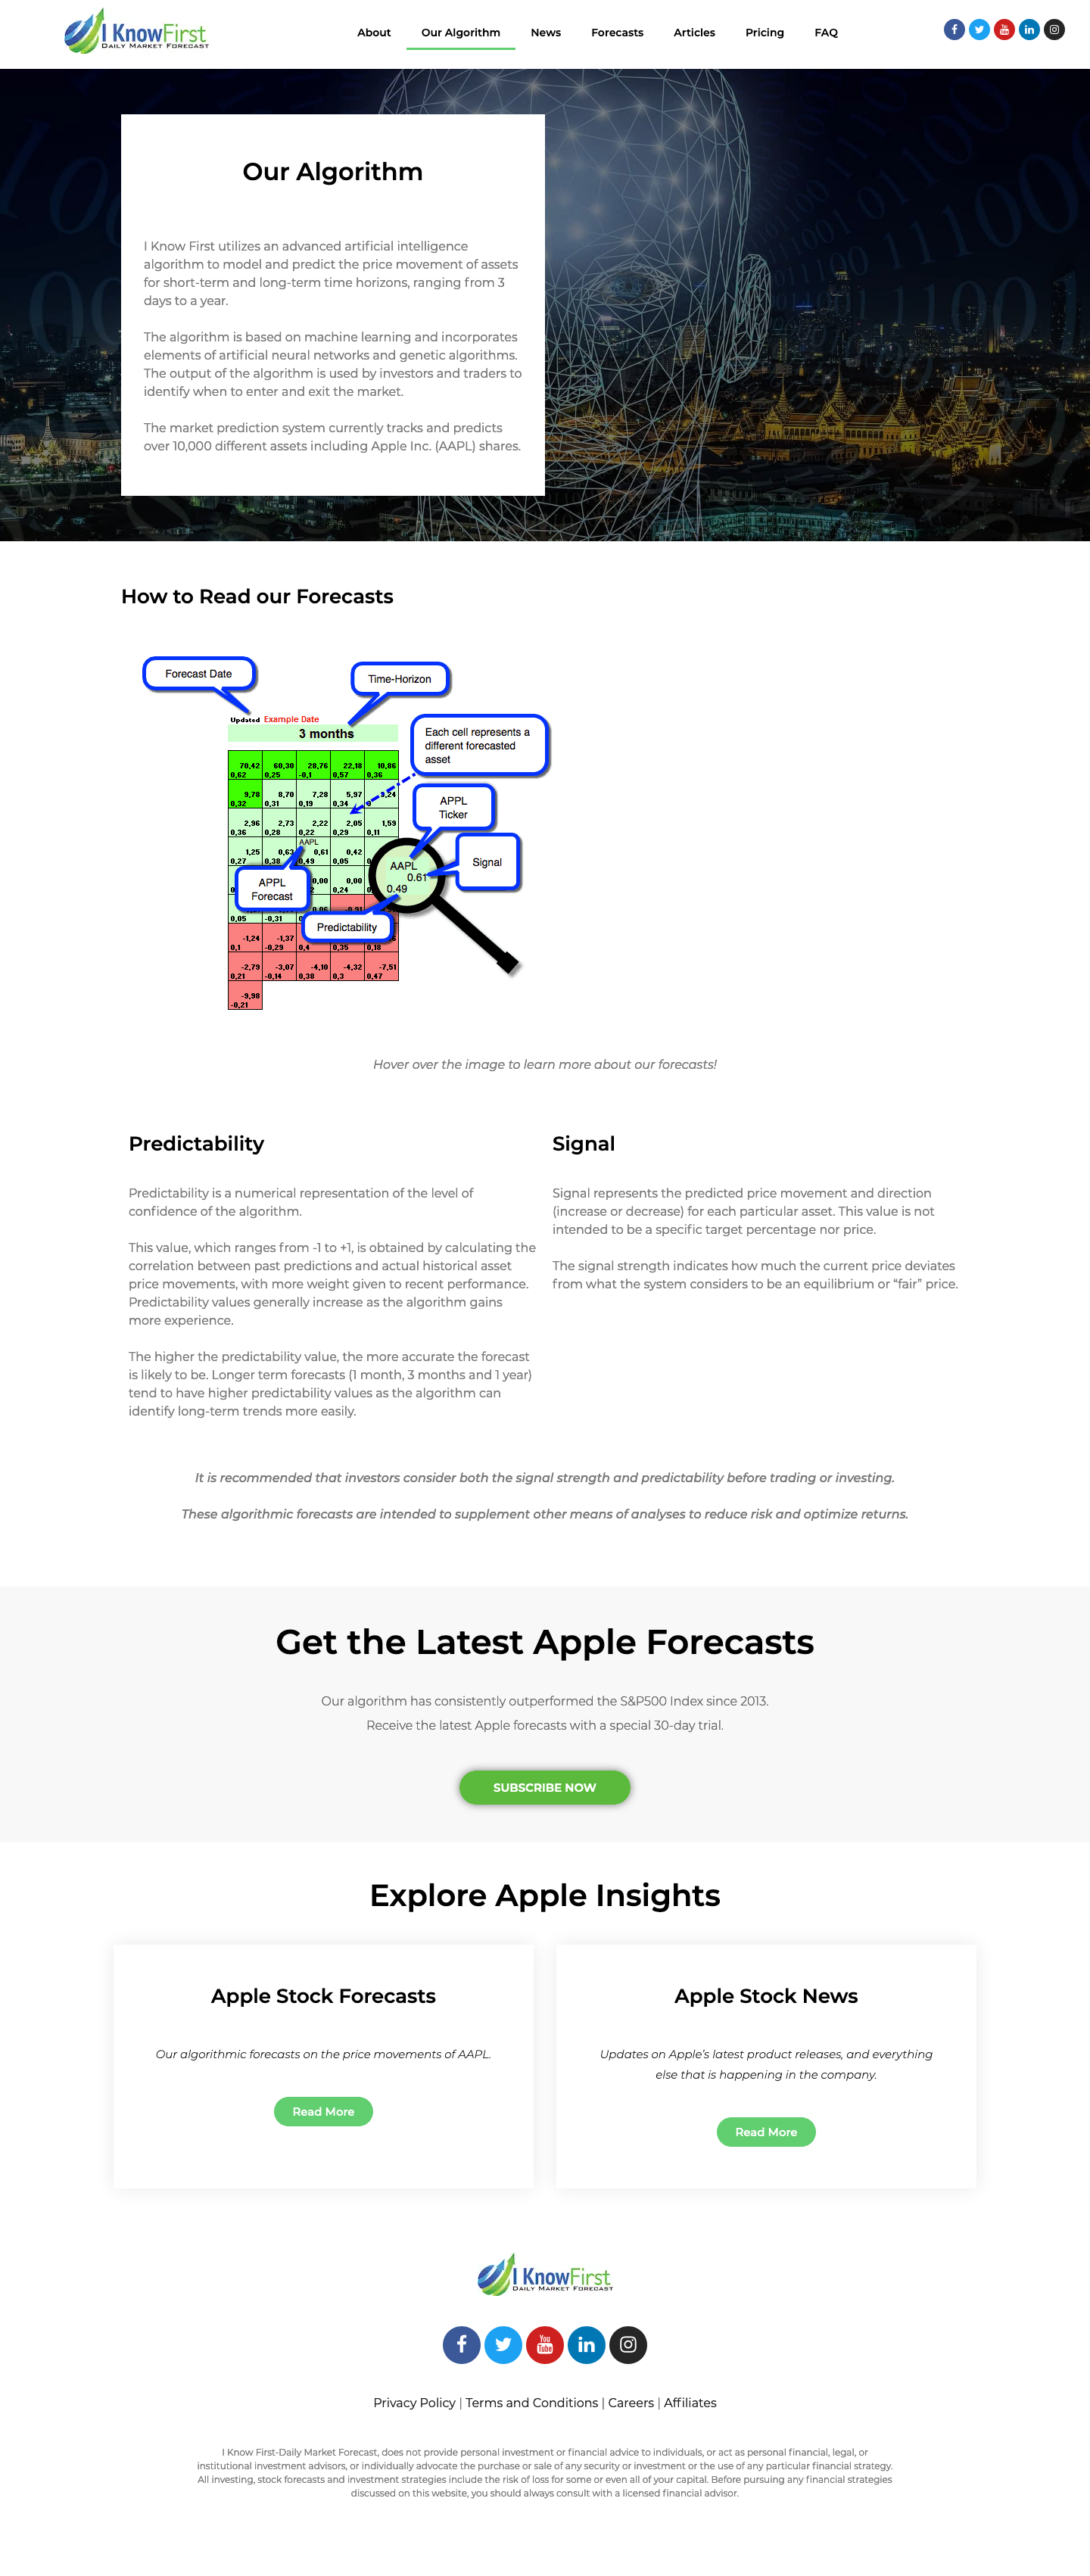 I KnowFirst
DAILY MARKET FORECAST
About
Our Algorithm
News
Forecasts
Articles
Pricing
FAQ
Our Algorithm
I Know First utilizes an advanced artificial intelligence
algorithm to model and predict the price movement of assets
for short-term and long-term time horizons, ranging from 3
days to a year.
The algorithm is based on machine learning and incorporates
elements of artificial neural networks and genetic algorithms.
The output of the algorithm is used by investors and traders to
identify when to enter and exit the market.
The market prediction system currently tracks and predicts
over 10,000 different assets including Apple Inc. (AAPL) shares.
How to Read our Forecasts
Forecast Date
Time-Horizon
Updated Example Date
3 months
Each cell represents a
different forecasted
asset
70,42 60,30 28,76 22,18 10,86
0,62 0,25 -0,1 0,57 0,36
9,78 8,70 7,28 5,97 9,24
0,32 0,31 0,19 0,34
2,96 2,73 2,22 2,05 1,59
0,36 0,28 0,22 0,29 0,11
APPL
Ticker
AAPL
1,25 0,63 0,61 0,42
0,27 0,38 0,49 0,05
Signal
AAPL
0.61
0.49
APPL
Forecast
0,00 0,00
0,24
Predictability
0,06 -0,91
0,05 -0,31
-1,24 -1,37
0,1 -0,29 0,4 0,35 0,18
-2,79 -3,07 -4,10 -4,32 -7,51
0,21 -0,14 0,38 0,3 0,47
-9,98
-0,21
Hover over the image to learn more about our forecasts!
Predictability
Predictability is a numerical representation of the level of
confidence of the algorithm.
This value, which ranges from -1 to +1, is obtained by calculating the
correlation between past predictions and actual historical asset
price movements, with more weight given to recent performance.
Predictability values generally increase as the algorithm gains
more experience.
The higher the predictability value, the more accurate the forecast
is likely to be. Longer term forecasts (1 month, 3 months and 1 year)
tend to have higher predictability values as the algorithm can
identify long-term trends more easily.
Signal
Signal represents the predicted price movement and direction
(increase or decrease) for each particular asset. This value is not
intended to be a specific target percentage nor price.
The signal strength indicates how much the current price deviates
from what the system considers to be an equilibrium or “fair” price.
It is recommended that investors consider both the signal strength and predictability before trading or investing.
These algorithmic forecasts are intended to supplement other means of analyses to reduce risk and optimize returns.
Get the Latest Apple Forecasts
Our algorithm has consistently outperformed the S&P500 Index since 2013.
Receive the latest Apple forecasts with a special 30-day trial.
SUBSCRIBE NOW
Explore Apple Insights
Apple Stock Forecasts
Our algorithmic forecasts on the price movements of AAPL.
Read More
Apple Stock News
Updates on Apple’s latest product releases, and everything
else that is happening in the company.
Read More
I KnowFirst
DAILY MARKET FORECAST
You Tube
Privacy Policy | Terms and Conditions | Careers | Affiliates
I Know First-Daily Market Forecast, does not provide personal investment or financial advice to individuals, or act as personal financial, legal, or
institutional investment advisors, or individually advocate the purchase or sale of any security or investment or the use of any particular financial strategy.
All investing, stock forecasts and investment strategies include the risk of loss for some or even all of your capital. Before pursuing any financial strategies
discussed on this website, you should always consult with a licensed financial advisor.